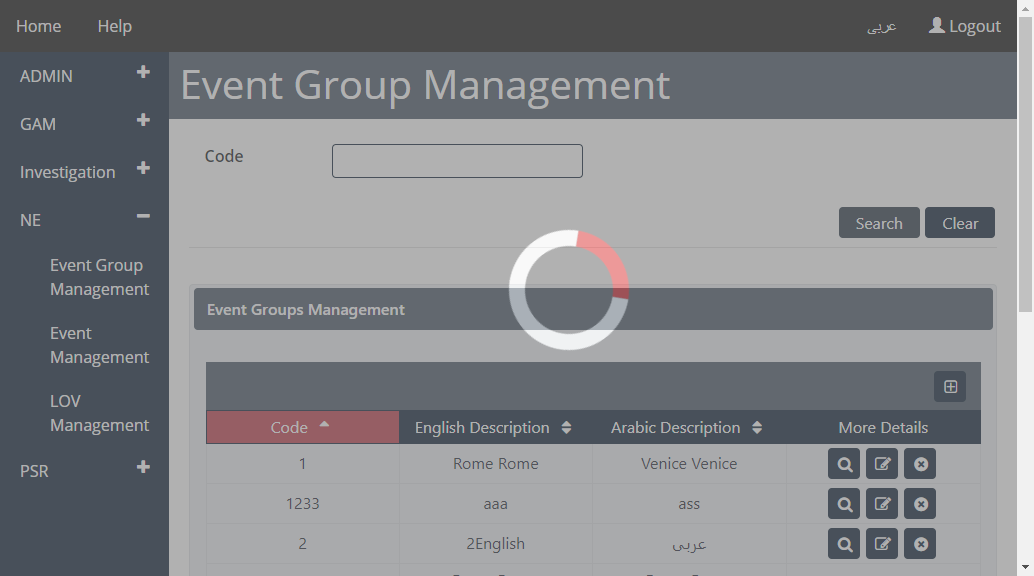 Home Help عربى Logout
ADMIN
GAM
Investigation
NE
Event Group
Management
Event
Management
LOV
Management
PSR
Event Group Management
Code
Search Clear
Event Groups Management
Code English Description Arabic Description More Details
1 Rome Rome Venice Venice
1233 aaa ass
2 2English عربى